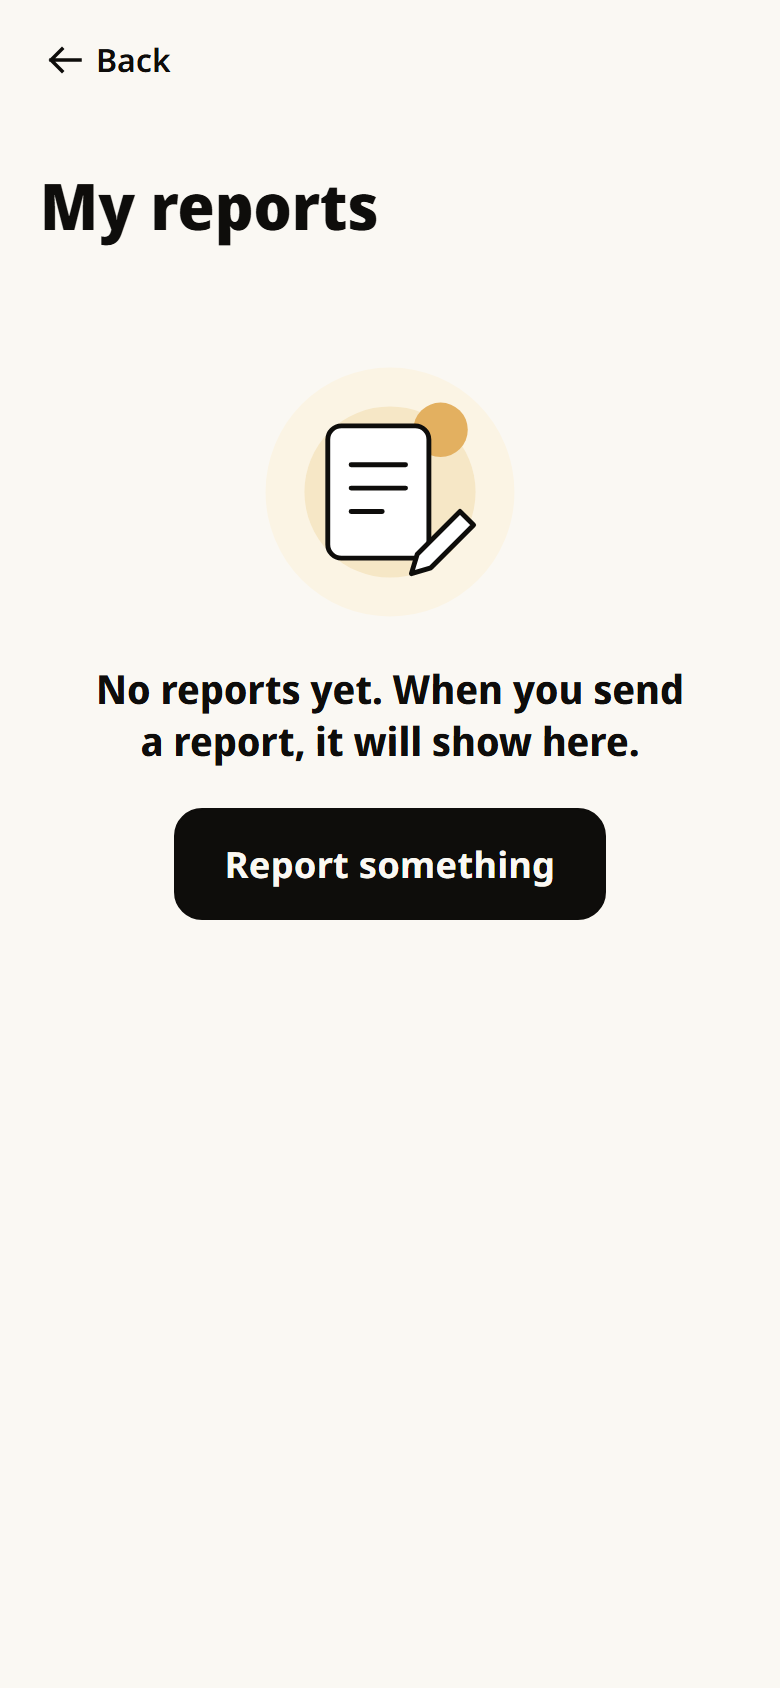 Back
My reports
No reports yet. When you send
a report, it will show here.
Report something